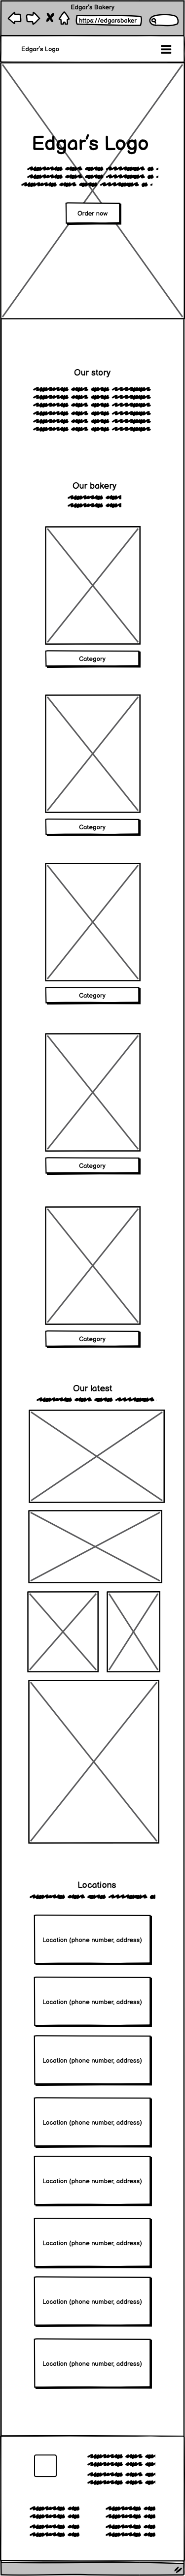 Edgar's Bakery
https://edgarsbaker
Edgar's Logo
Edgar's Logo
Order now
Our story
Our bakery
Category
Category
Category
Category
Category
Our latest
Locations
Location (phone number, address)
Location (phone number, address)
Location (phone number, address)
Location (phone number, address)
Location (phone number, address)
Location (phone number, address)
Location (phone number, address)
Location (phone number, address)